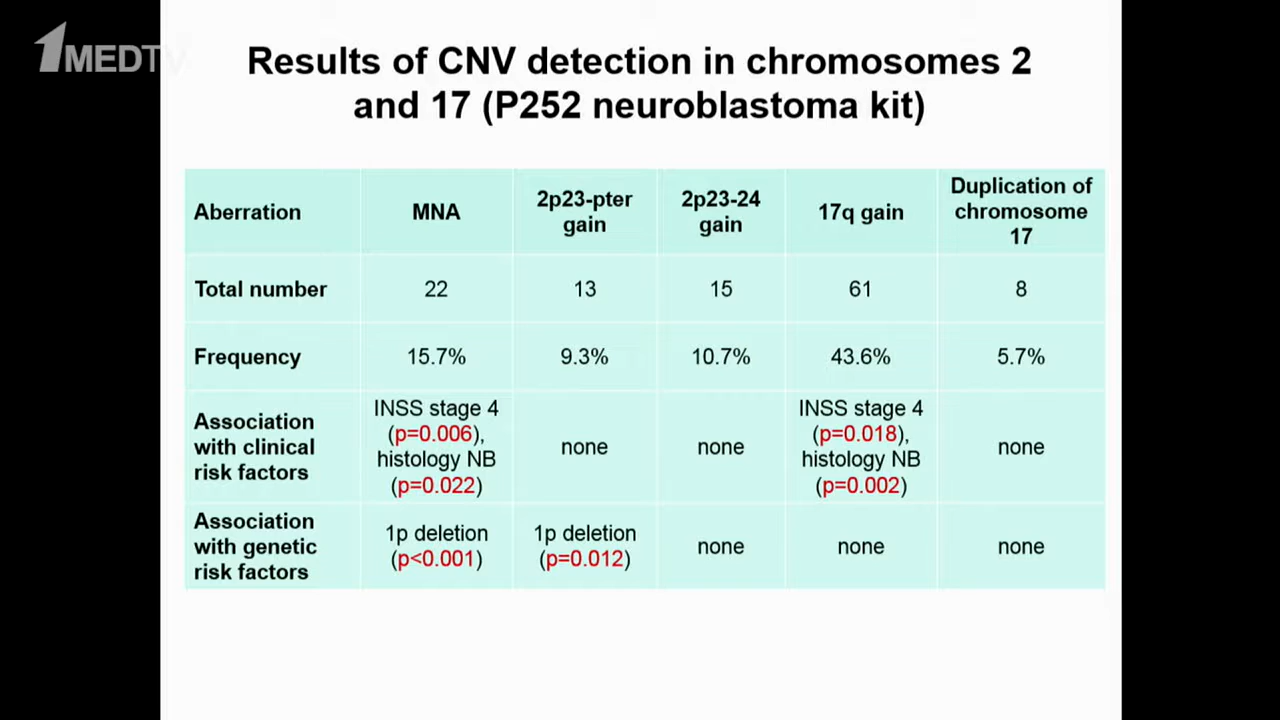 1MEDTV
Results of CNV detection in chromosomes 2
and 17 (P252 neuroblastoma kit)
Aberration
MNA
2p23-pter
gain
2p23-24
gain
17q gain
Duplication of
chromosome
17
Total number
22
13
15
61
8
Frequency
15.7%
9.3%
10.7%
43.6%
5.7%
Association
with clinical
risk factors
INSS stage 4
(p=0.006),
histology NB
(p=0.022)
none
none
INSS stage 4
(p=0.018),
histology NB
(p=0.002)
none
Association
with genetic
risk factors
1p deletion
(p<0.001)
1p deletion
(p=0.012)
none
none
none